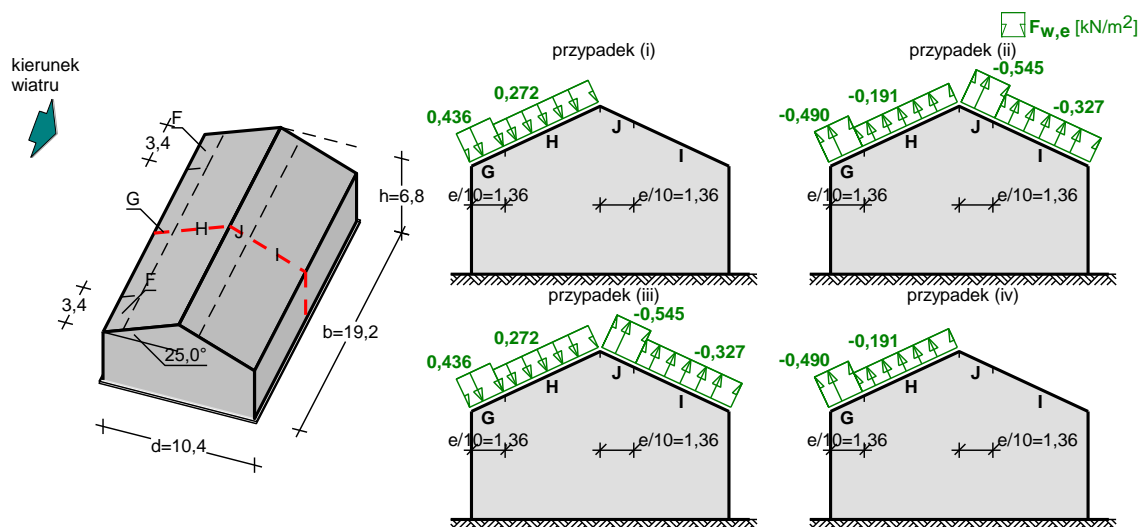 F_w,e [kN/m²]
kierunek
wiatru
F
3,4
G
H
J
I
F
3,4
25,0°
h=6,8
b=19,2
d=10,4
przypadek (i)
0,436
0,272
G
H
J
I
e/10=1,36
e/10=1,36
przypadek (ii)
-0,490
-0,191
-0,545
-0,327
G
H
J
I
e/10=1,36
e/10=1,36
przypadek (iii)
0,436
0,272
-0,545
-0,327
G
H
J
I
e/10=1,36
e/10=1,36
przypadek (iv)
-0,490
-0,191
G
H
J
I
e/10=1,36
e/10=1,36